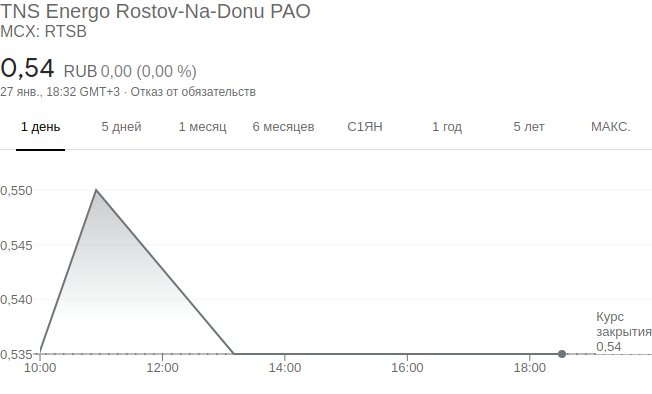 TNS Energo Rostov-Na-Donu PAO
MCX: RTSB
0,54 RUB 0,00 (0,00 %)
27 янв., 18:32 GMT+3 · Отказ от обязательств
1 день 5 дней 1 месяц 6 месяцев С1ЯН 1 год 5 лет МАКС.
0,550
0,545
0,540
Курс
закрытия
0,54
0,535
10:00 12:00 14:00 16:00 18:00